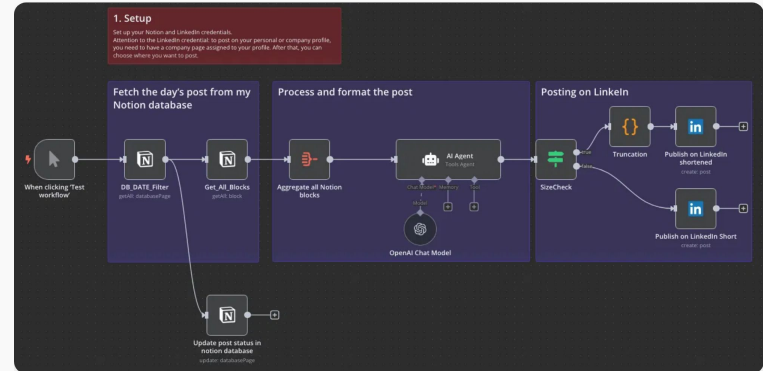 1. Setup
Set up your Notion and LinkedIn credentials.
Attention to the LinkedIn credential: to post on your personal or company profile,
you need to have a company page assigned to your profile. After that, you can
choose where you want to post.
Fetch the day's post from my
Notion database
Process and format the post
Posting on LinkeIn
When clicking 'Test
workflow'
DB_DATE_Filter
getAll: databasePage
Get_All_Blocks
getAll: block
Aggregate all Notion
blocks
AI Agent
Tools Agent
Chat Model*
Memory
Tool
Model
OpenAI Chat Model
SizeCheck
true
false
Truncation
Publish on LinkedIn
shortened
create: post
Publish on LinkedIn Short
create: post
Update post status in
notion database
update: databasePage